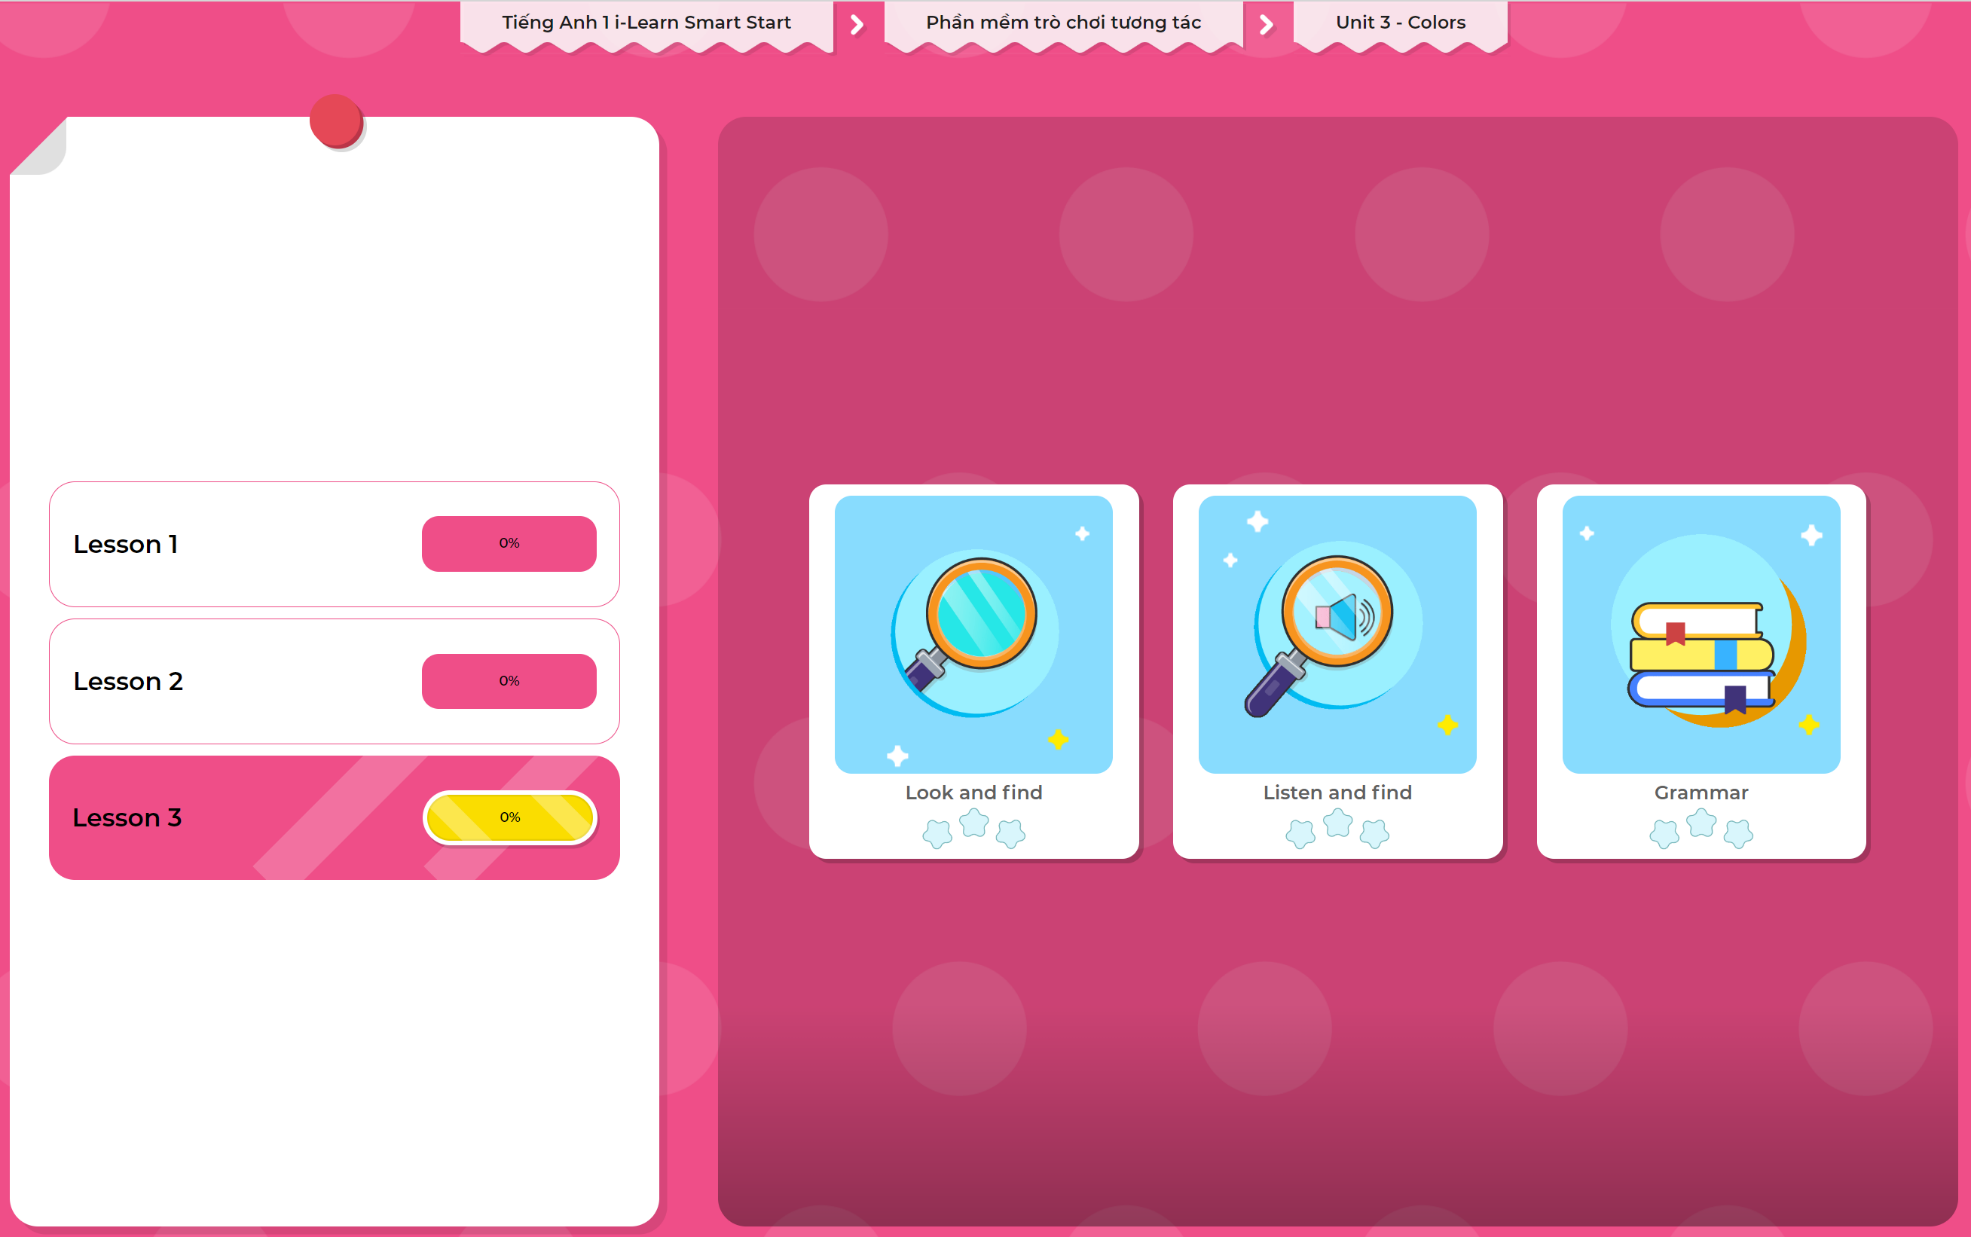 Tiếng Anh 1 i-Learn Smart Start
Phần mềm trò chơi tương tác
Unit 3 - Colors
Lesson 1
0%
Lesson 2
0%
Lesson 3
0%
Look and find
Listen and find
Grammar